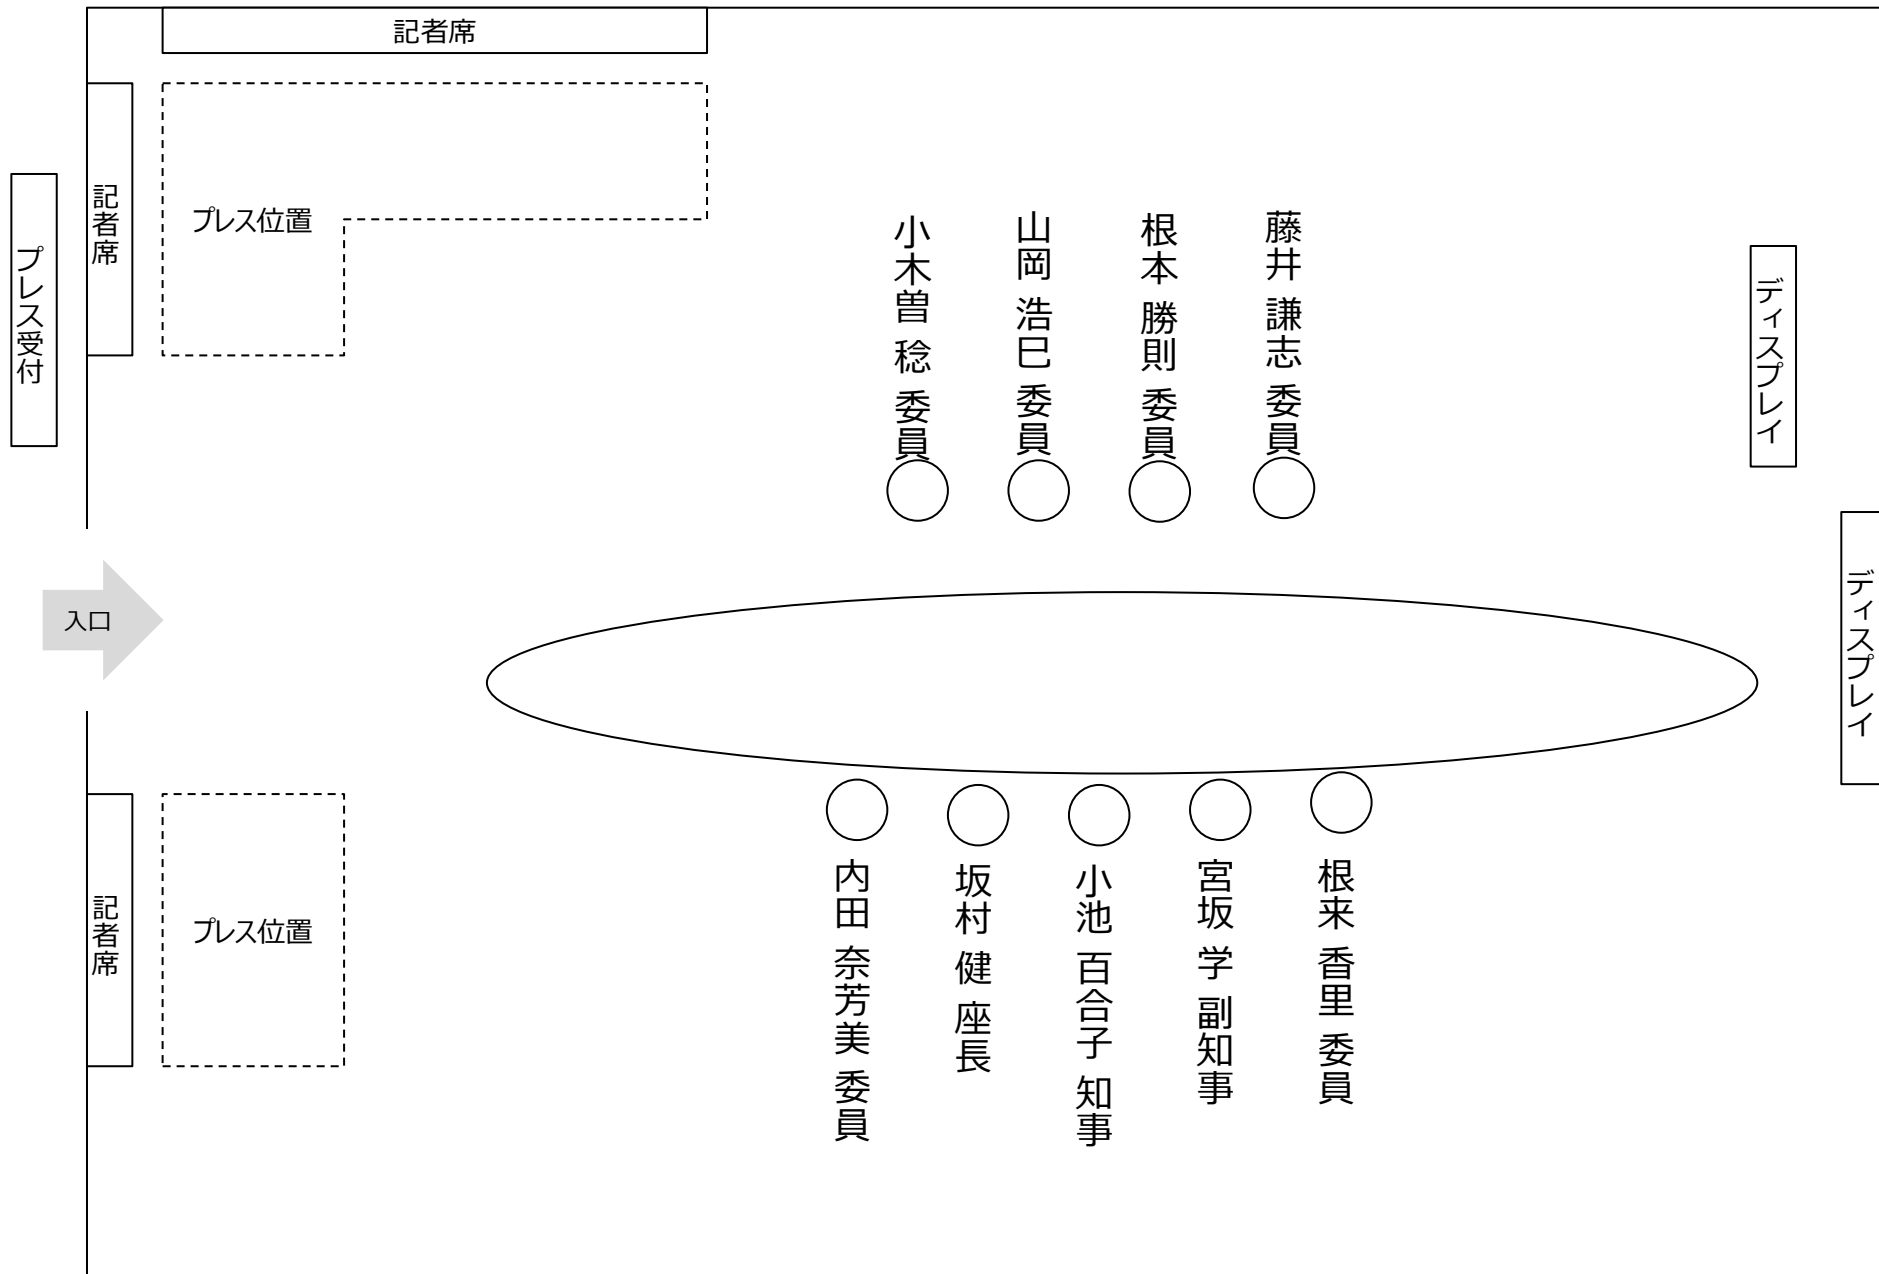 記者席
記者席
プレス位置
プレス受付
小木曽 稔 委員
山岡 浩巳 委員
根本 勝則 委員
藤井 謙志 委員
ディスプレイ
ディスプレイ
入口
記者席
プレス位置
内田 奈芳美 委員
坂村 健 座長
小池 百合子 知事
宮坂 学 副知事
根来 香里 委員